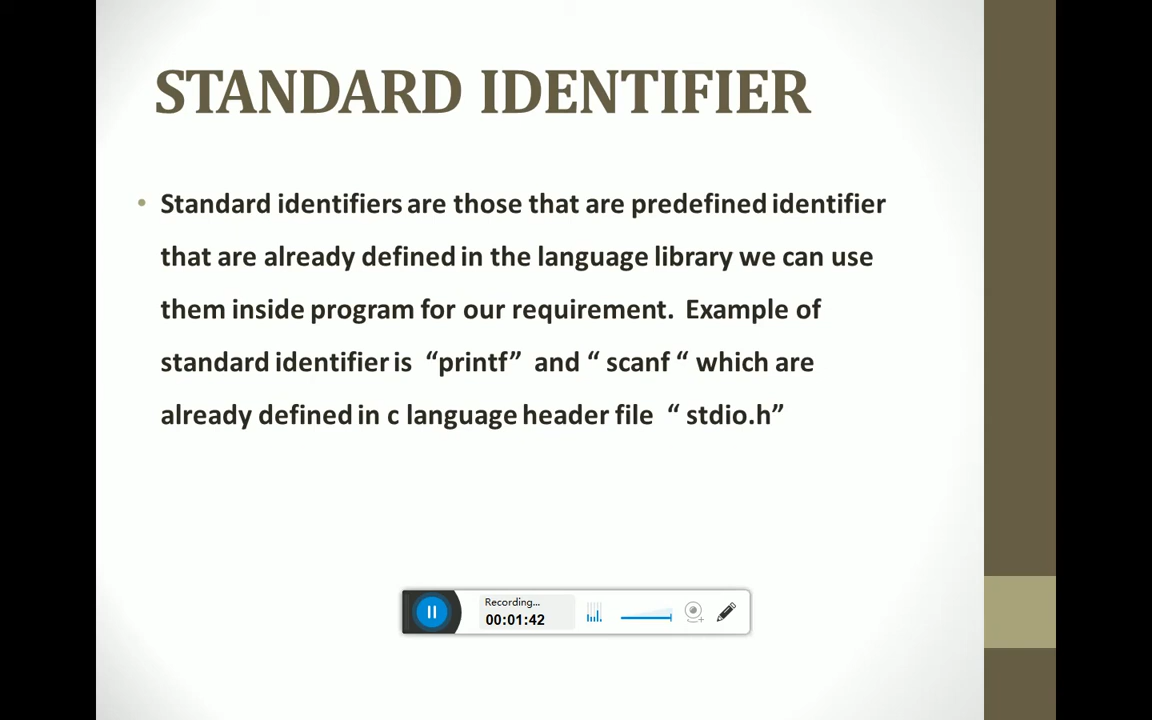 STANDARD IDENTIFIER
• Standard identifiers are those that are predefined identifier
that are already defined in the language library we can use
them inside program for our requirement.  Example of
standard identifier is  “printf”  and “ scanf “ which are
already defined in c language header file  “ stdio.h”
Recording...
00:01:42